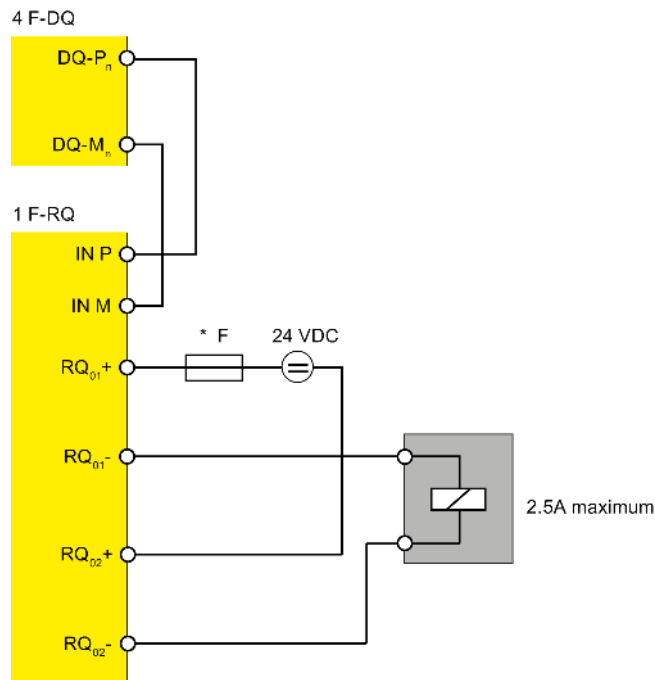 4 F-DQ
DQ-Pₙ
DQ-Mₙ
1 F-RQ
IN P
IN M
* F 24 VDC
RQ₀₁+
RQ₀₁-
2.5A maximum
RQ₀₂+
RQ₀₂-